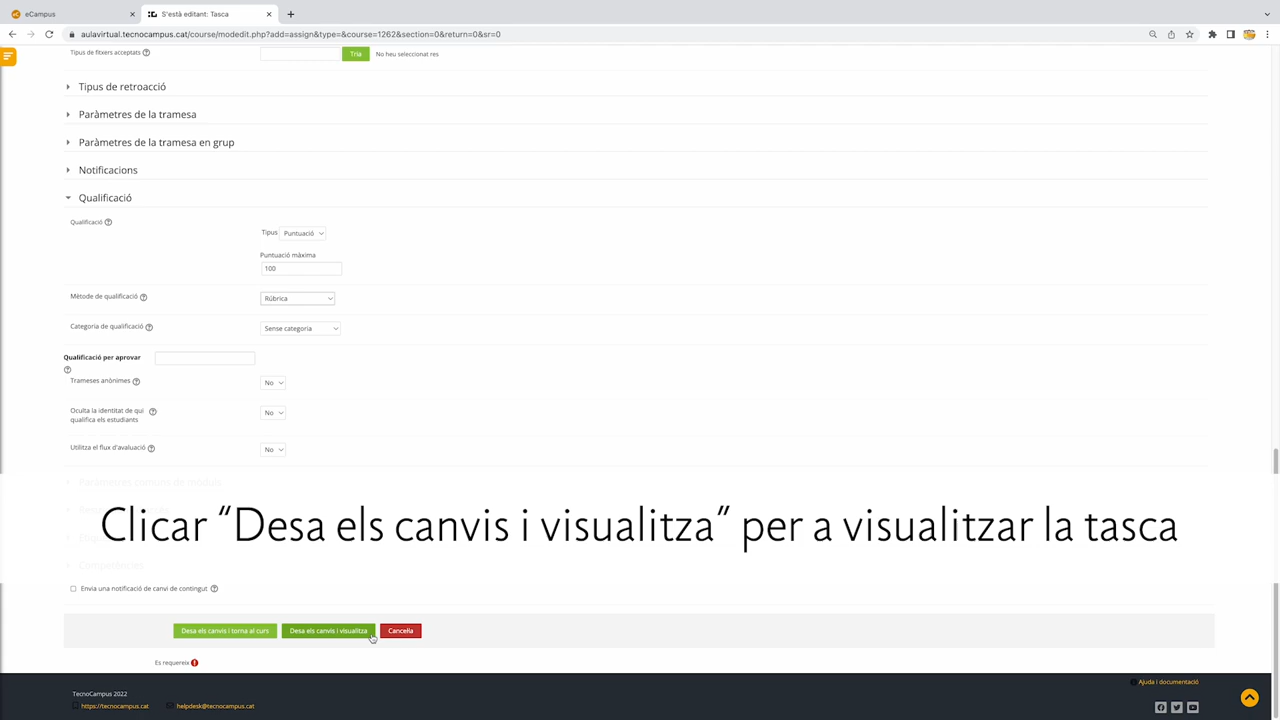 eCampus
S'està editant: Tasca
aulavirtual.tecnocampus.cat/course/modedit.php?add=assign&type=&course=1262&section=0&return=0&sr=0
Tipus de fitxers acceptats
Tria
No heu seleccionat res
Tipus de retroacció
Paràmetres de la tramesa
Paràmetres de la tramesa en grup
Notificacions
Qualificació
Qualificació
Tipus Puntuació
Puntuació màxima
100
Mètode de qualificació
Rúbrica
Categoria de qualificació
Sense categoria
Qualificació per aprovar
Trameses anònimes
No
Oculta la identitat de qui
qualifica els estudiants
No
Utilitza el flux d'avaluació
No
Paràmetres comuns de mòduls
Clicar “Desa els canvis i visualitza” per a visualitzar la tasca
Competències
Envia una notificació de canvi de contingut
Desa els canvis i torna al curs
Desa els canvis i visualitza
Cancel·la
Es requereix
Ajuda i documentació
TecnoCampus 2022
https://tecnocampus.cat
helpdesk@tecnocampus.cat